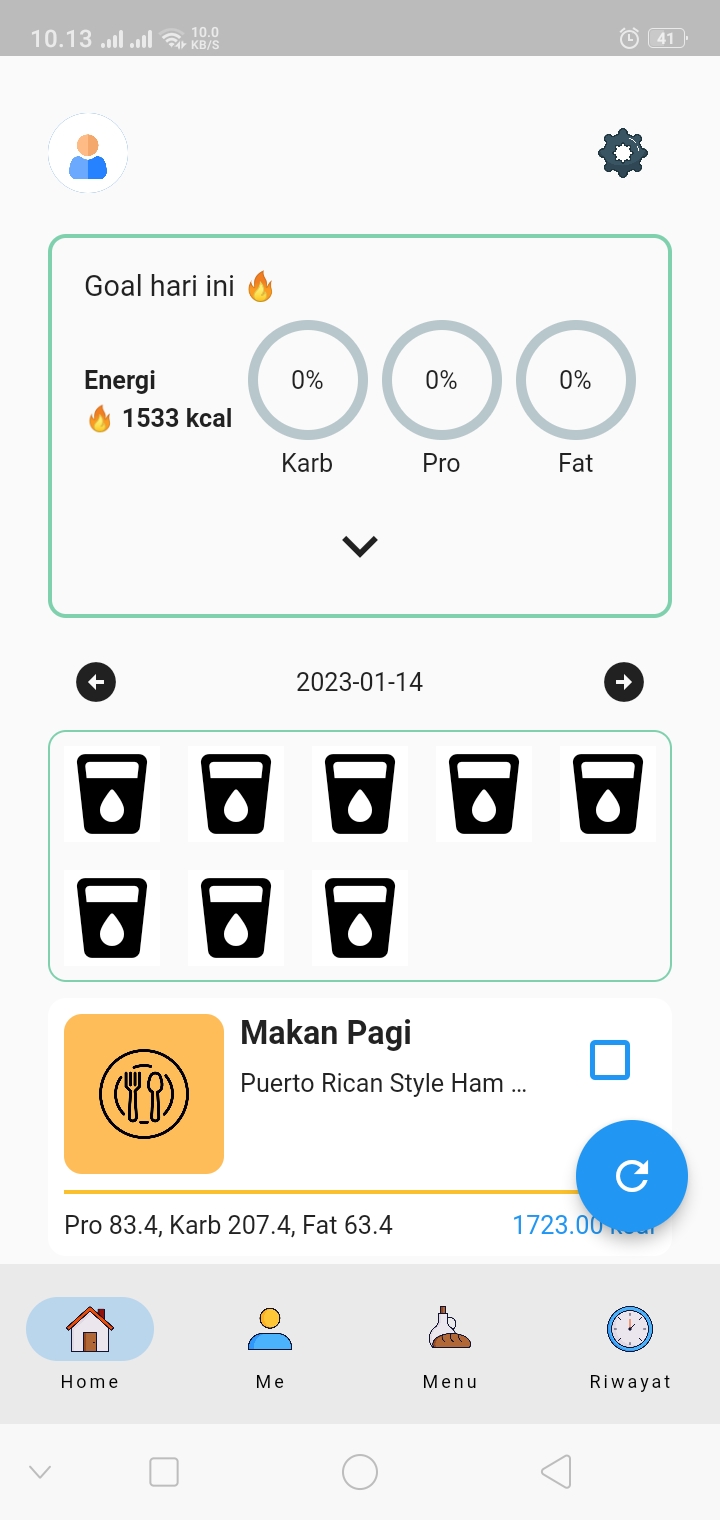 10.13 10.0 KB/S 41
Goal hari ini 🔥
0% 0% 0%
Energi
🔥 1533 kcal
Karb Pro Fat
2023-01-14
Makan Pagi
Puerto Rican Style Ham ...
Pro 83.4, Karb 207.4, Fat 63.4 1723.00 kcal
Home Me Menu Riwayat